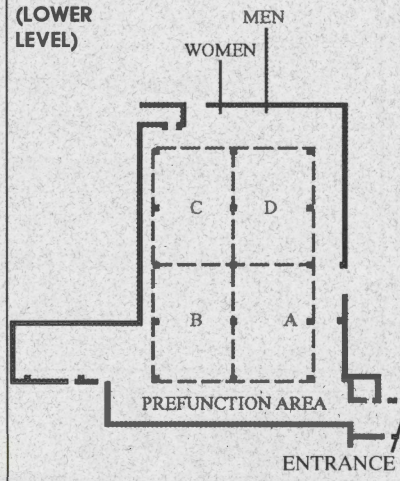 (LOWER
LEVEL)
MEN
WOMEN
C D
B A
PREFUNCTION AREA
ENTRANCE